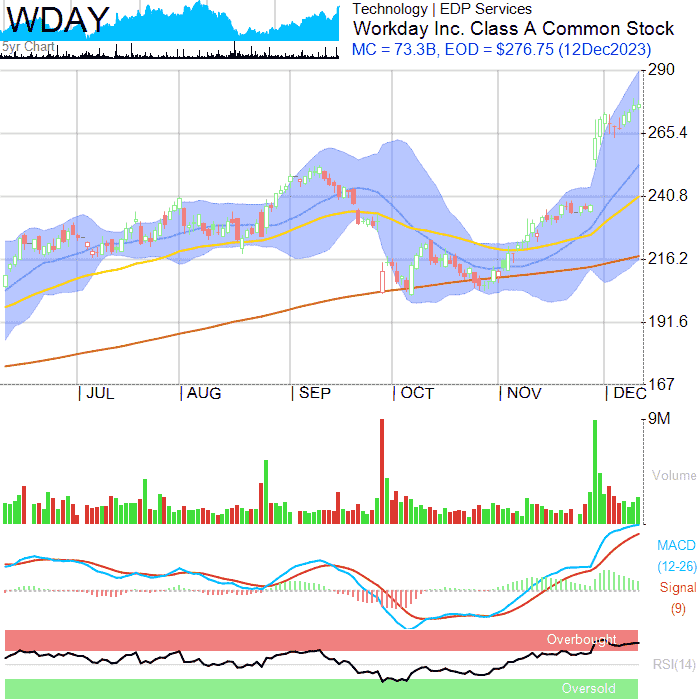 WDAY
5yr Chart
Technology | EDP Services
Workday Inc. Class A Common Stock
MC = 73.3B, EOD = $276.75 (12Dec2023)
290
265.4
240.8
216.2
191.6
167
| JUL | AUG | SEP | OCT | NOV | DEC
9M
Volume
MACD
(12-26)
Signal
(9)
Overbought
RSI(14)
Oversold